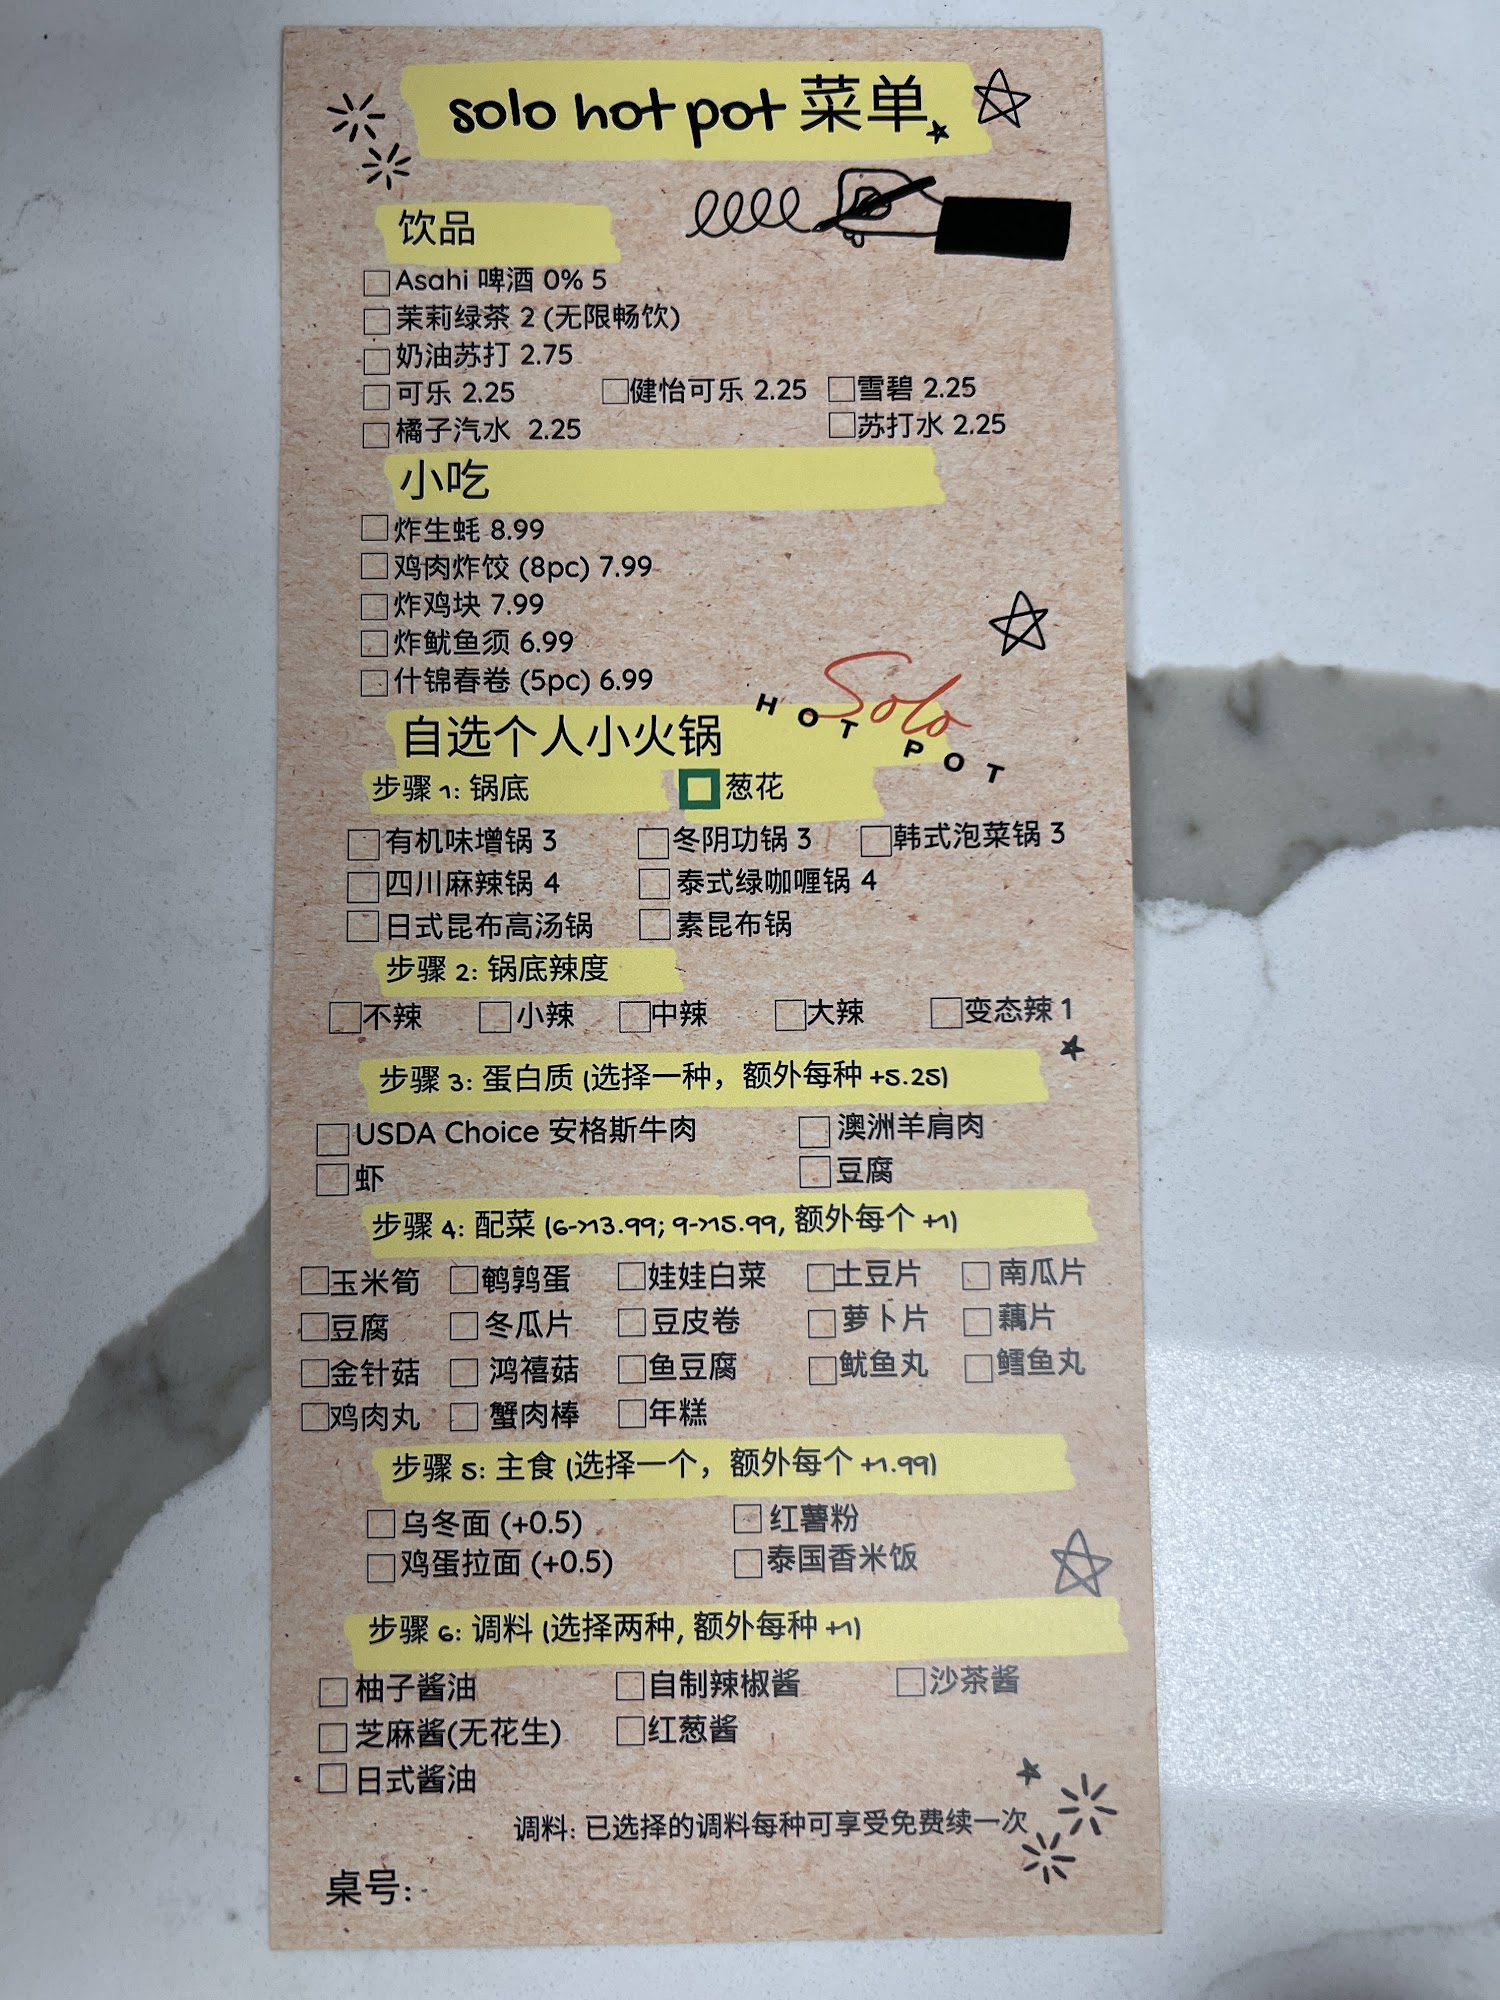 solo hot pot 菜单
饮品
Asahi 啤酒 0% 5
茉莉绿茶 2 (无限畅饮)
奶油苏打 2.75
可乐 2.25 健怡可乐 2.25 雪碧 2.25
橘子汽水 2.25 苏打水 2.25
小吃
炸生蚝 8.99
鸡肉炸饺 (8pc) 7.99
炸鸡块 7.99
炸鱿鱼须 6.99
什锦春卷 (5pc) 6.99
Solo
HOT POT
自选个人小火锅
步骤 1: 锅底 葱花
有机味增锅 3 冬阴功锅 3 韩式泡菜锅 3
四川麻辣锅 4 泰式绿咖喱锅 4
日式昆布高汤锅 素昆布锅
步骤 2: 锅底辣度
不辣 小辣 中辣 大辣 变态辣 1
步骤 3: 蛋白质 (选择一种，额外每种 +5.25)
USDA Choice 安格斯牛肉 澳洲羊肩肉
虾 豆腐
步骤 4: 配菜 (6->13.99; 9->15.99, 额外每个 +1)
玉米筍 鹌鹑蛋 娃娃白菜 土豆片 南瓜片
豆腐 冬瓜片 豆皮卷 萝卜片 藕片
金针菇 鸿禧菇 鱼豆腐 鱿鱼丸 鳕鱼丸
鸡肉丸 蟹肉棒 年糕
步骤 5: 主食 (选择一个，额外每个 +1.99)
乌冬面 (+0.5) 红薯粉
鸡蛋拉面 (+0.5) 泰国香米饭
步骤 6: 调料 (选择两种, 额外每种 +1)
柚子酱油 自制辣椒酱 沙茶酱
芝麻酱(无花生) 红葱酱
日式酱油
调料: 已选择的调料每种可享受免费续一次
桌号: